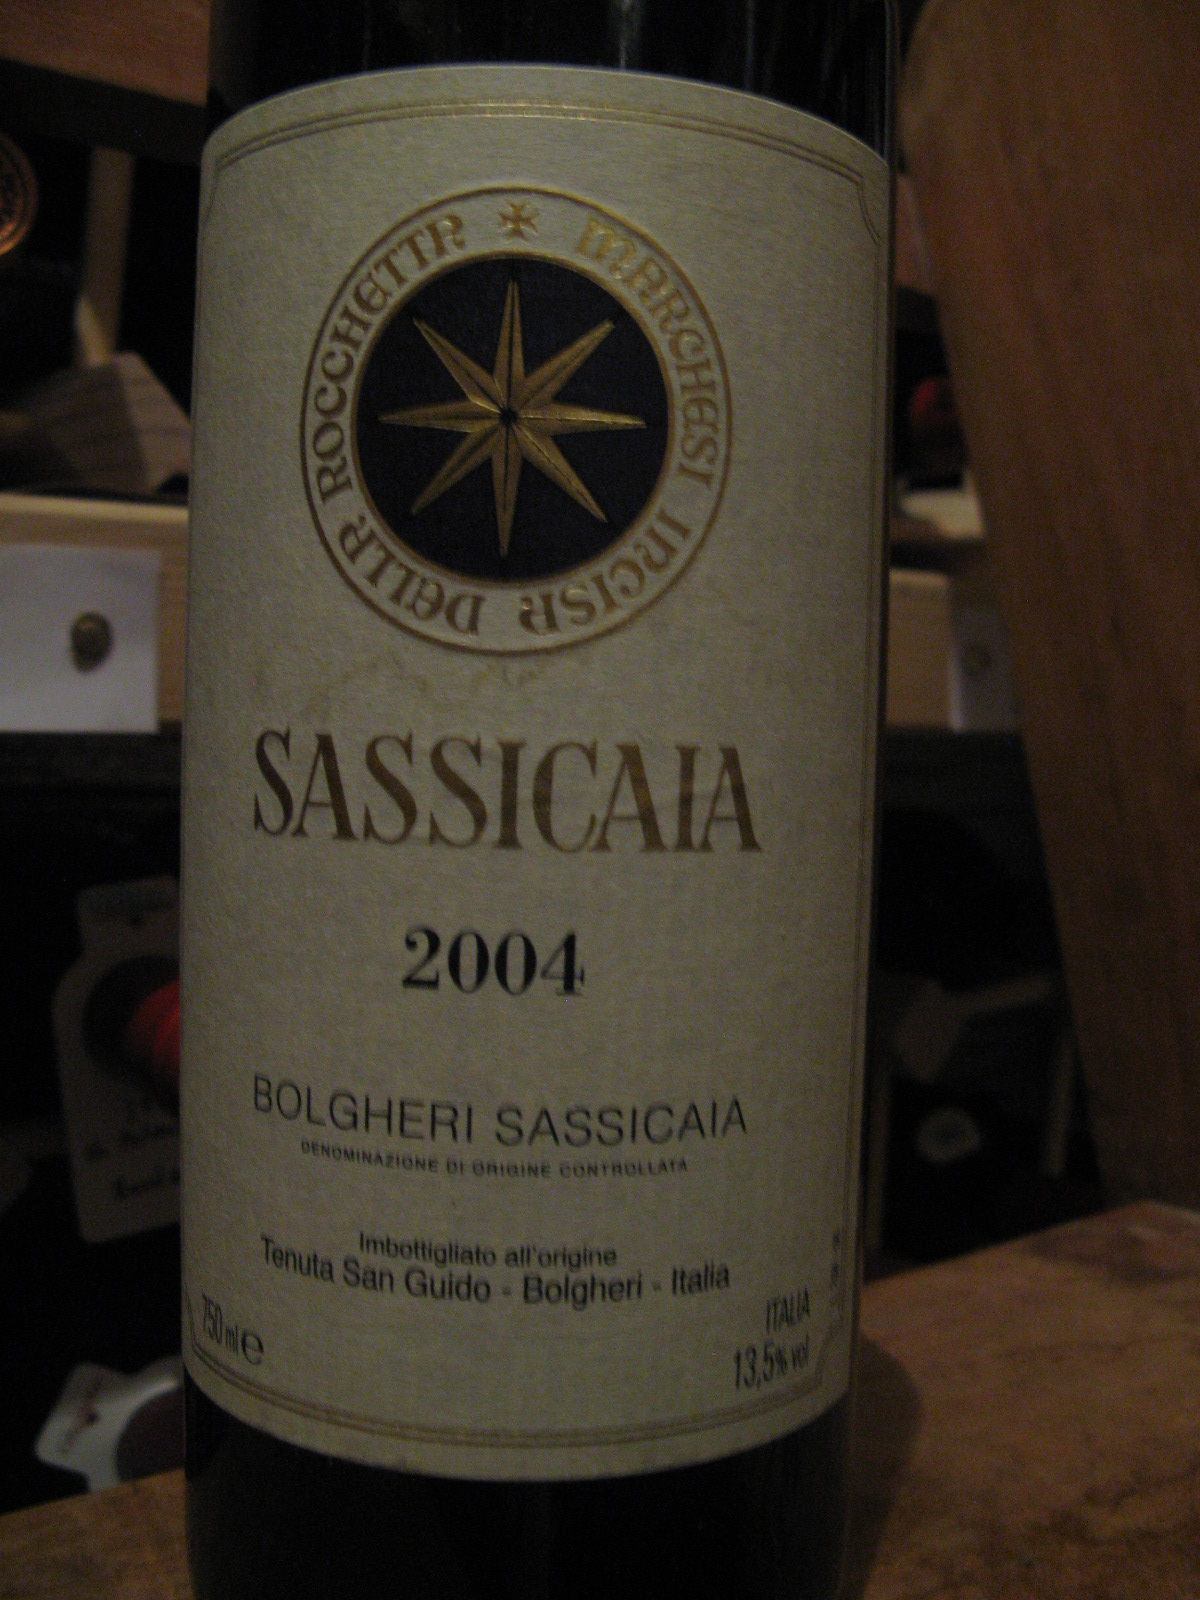 MARCHESI INCISA DELLA ROCCHETTA
SASSICAIA
2004
BOLGHERI SASSICAIA
DENOMINAZIONE DI ORIGINE CONTROLLATA
Imbottigliato all'origine
Tenuta San Guido - Bolgheri - Italia
ITALIA
750 ml e
13,5% vol